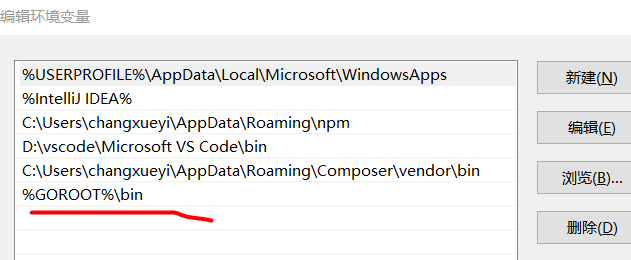 编辑环境变量
%USERPROFILE%\AppData\Local\Microsoft\WindowsApps
%IntelliJ IDEA%
C:\Users\changxueyi\AppData\Roaming\npm
D:\vscode\Microsoft VS Code\bin
C:\Users\changxueyi\AppData\Roaming\Composer\vendor\bin
%GOROOT%\bin
新建(N)
编辑(E)
浏览(B)...
删除(D)